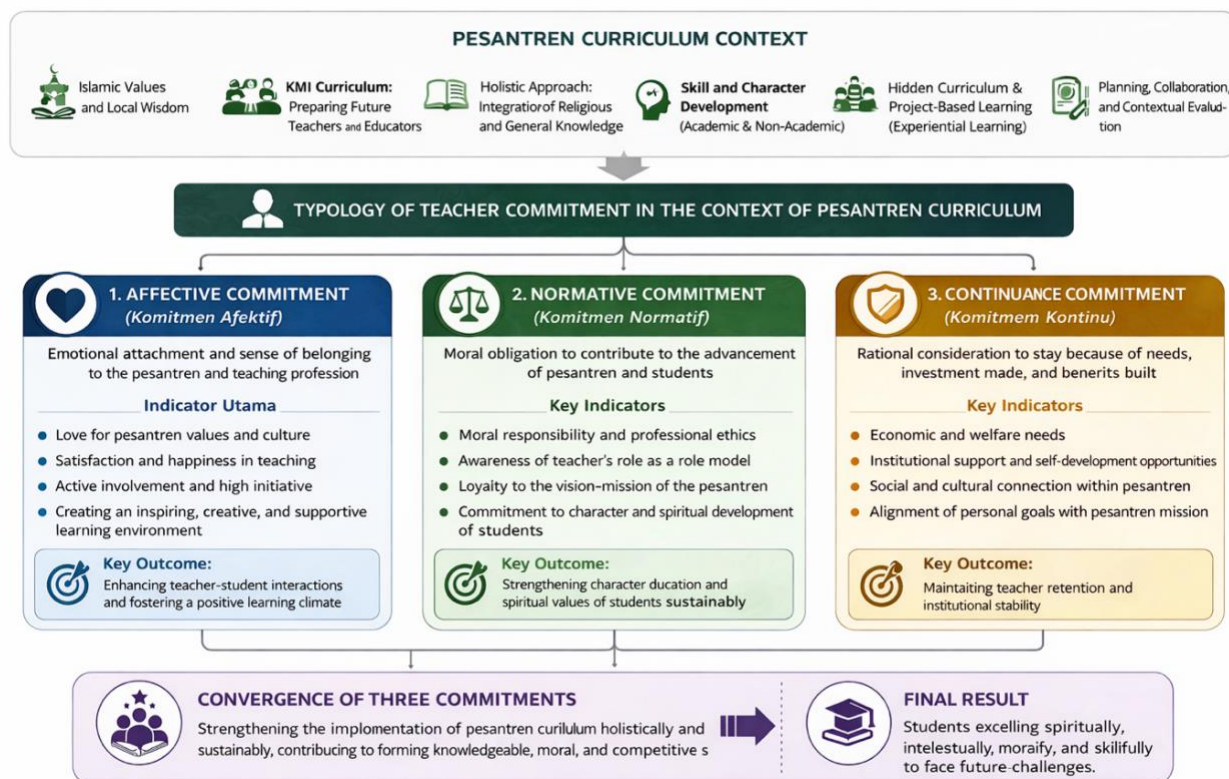 PESANTREN CURRICULUM CONTEXT
Islamic Values
and Local Wisdom
KMI Curriculum:
Preparing Future
Teachers and Educators
Holistic Approach:
Integratiorof Religious
and General Knowledge
Skill and Character
Development
(Academic & Non-Academic)
Hidden Curriculum &
Project-Based Learning
(Experiential Learning)
Planning, Collaboration,
and Contextual Evalud-
tion
TYPOLOGY OF TEACHER COMMITMENT IN THE CONTEXT OF PESANTREN CURRICULUM
1. AFFECTIVE COMMITMENT
(Komitmen Afektif)
Emotional attachment and sense of belonging
to the pesantren and teaching profession
Indicator Utama
• Love for pesantren values and culture
• Satisfaction and happiness in teaching
• Active involvement and high initiative
• Creating an inspiring, creative, and supportive
learning environment
Key Outcome:
Enhancing teacher-student interactions
and fostering a positive learning climate
2. NORMATIVE COMMITMENT
(Komitmen Normatif)
Moral obligation to contribute to the advancement
of pesantren and students
Key Indicators
• Moral responsibility and professional ethics
• Awareness of teacher's role as a role model
• Loyalty to the vision-mission of the pesantren
• Commitment to character and spiritual development
of students
Key Outcome:
Strengthening character ducation and
spiritual values of students sustainably
3. CONTINUANCE COMMITMENT
(Komitmem Kontinu)
Rational consideration to stay because of needs,
investment made, and benefits built
Key Indicators
• Economic and welfare needs
• Institutional support and self-development opportunities
• Social and cultural connection within pesantren
• Alignment of personal goals with pesantren mission
Key Outcome:
Maintaiting teacher retention and
institutional stability
CONVERGENCE OF THREE COMMITMENTS
Strengthening the implomentation of pesantren curilulum holistically and
sustainably, contributing to forming knowledgeable, moral, and competitive s
FINAL RESULT
Students excelling spiritually,
intelestually, moraify, and skilifully
to face future-challenges.